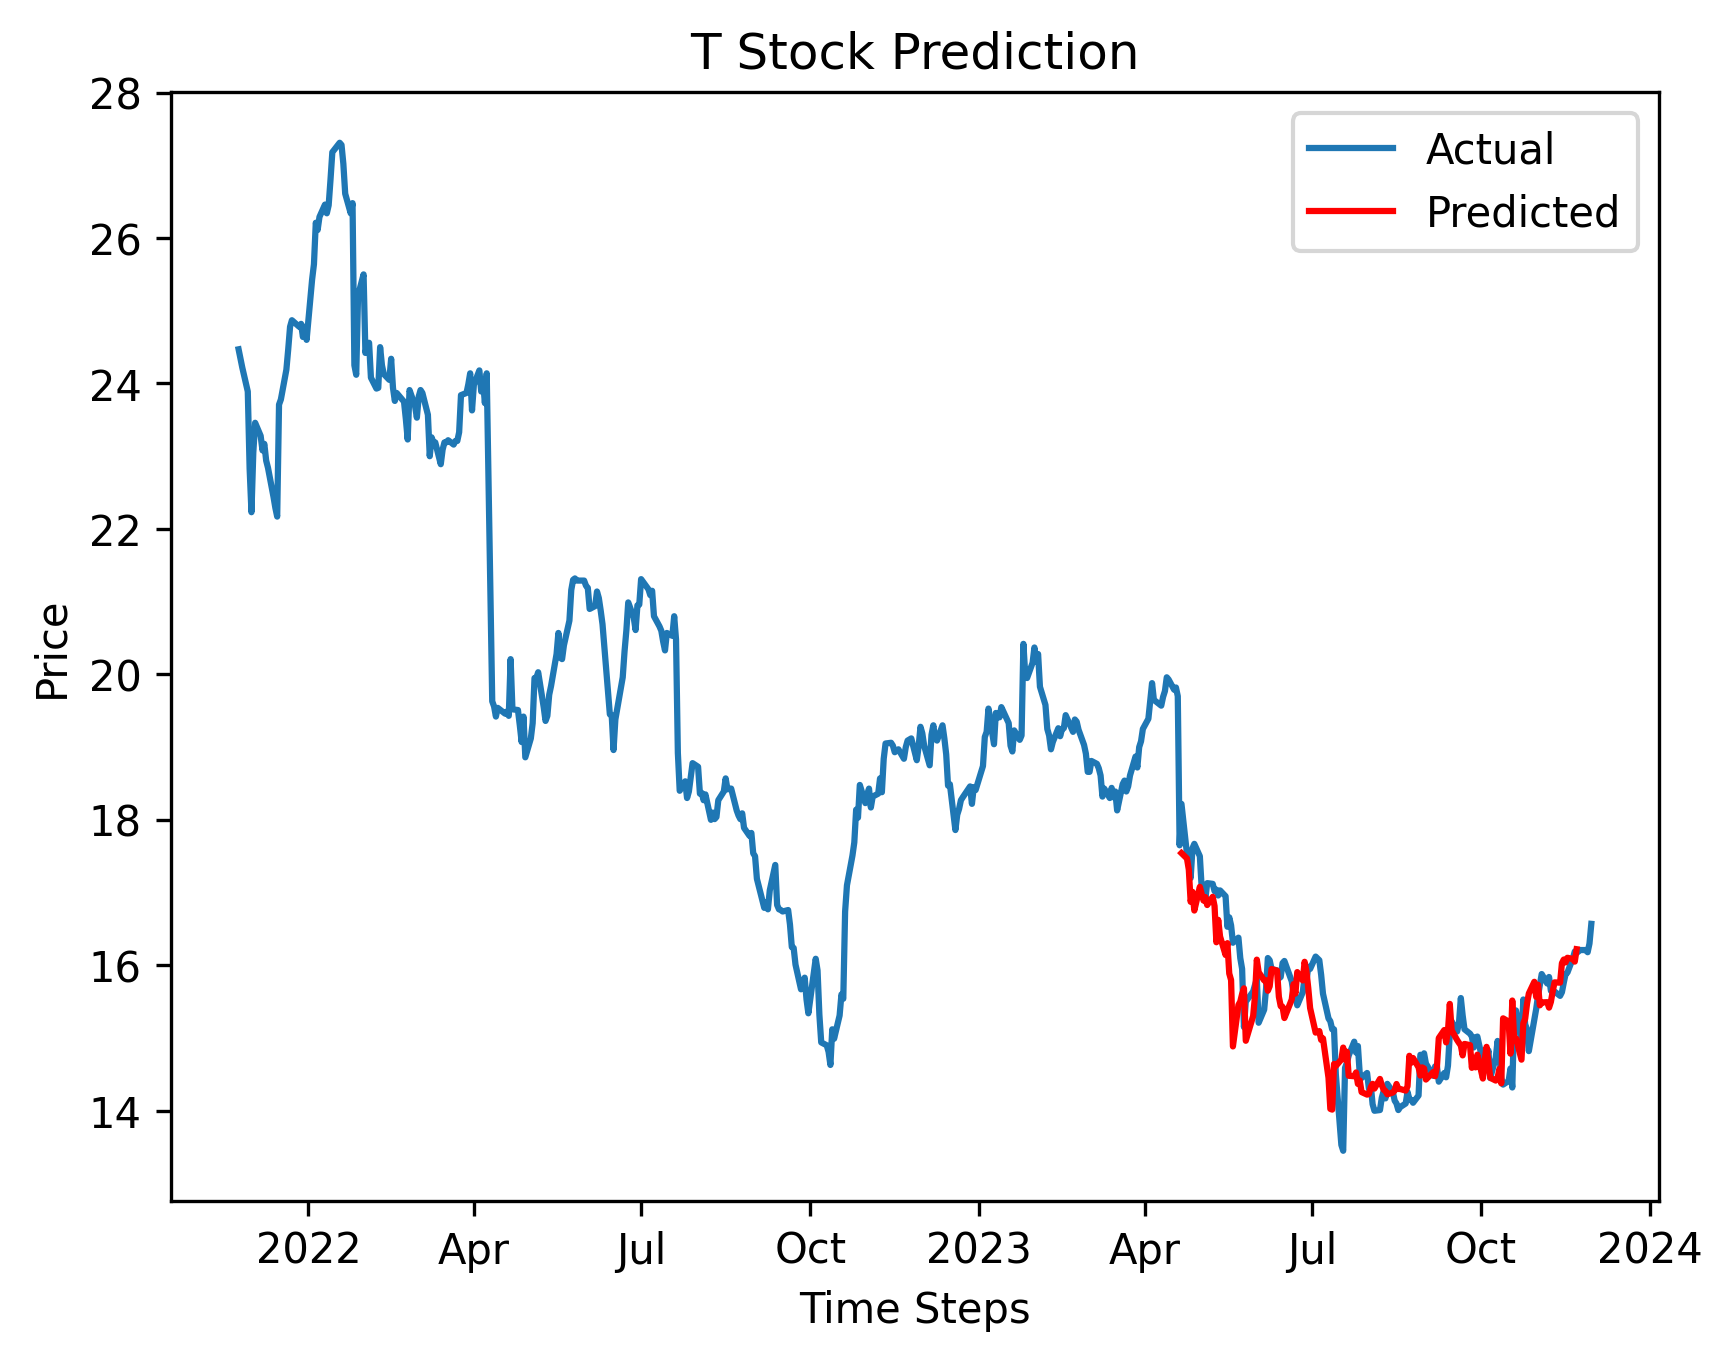 T Stock Prediction
28
26
24
22
20
18
16
14
Price
Actual
Predicted
2022 Apr Jul Oct 2023 Apr Jul Oct 2024
Time Steps